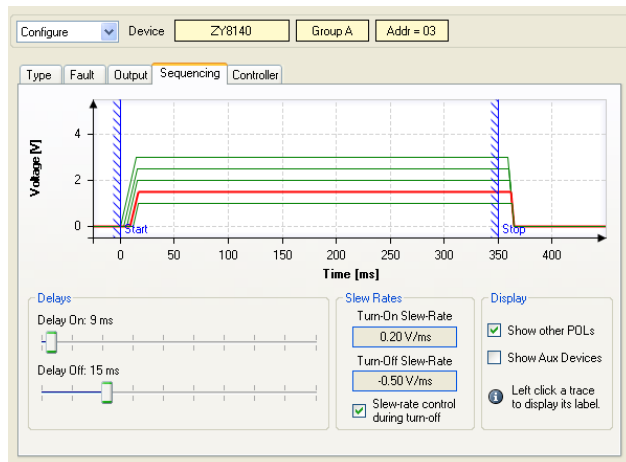 Configure Device ZY8140 Group A Addr = 03
Type Fault Output Sequencing Controller
Voltage [V]
4
2
0
Start Stop
0 50 100 150 200 250 300 350 400
Time [ms]
Delays
Delay On: 9 ms
Delay Off: 15 ms
Slew Rates
Turn-On Slew-Rate
0.20 V/ms
Turn-Off Slew-Rate
-0.50 V/ms
Slew-rate control
during turn-off
Display
Show other POLs
Show Aux Devices
Left click a trace
to display its label.